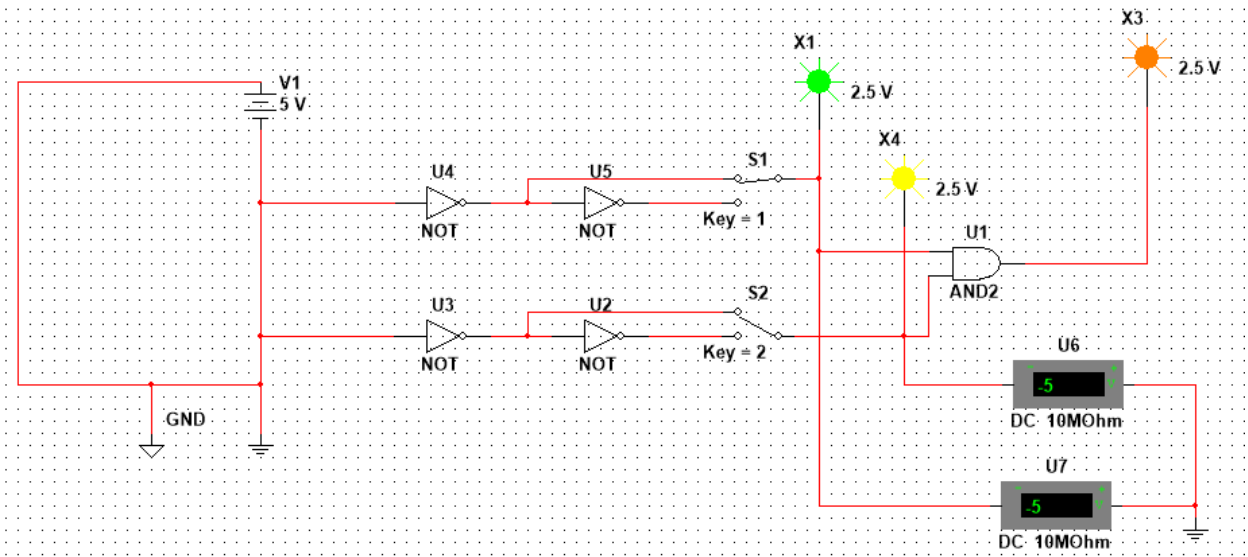 X3
2.5 V
X1
2.5 V
V1
5 V
X4
2.5 V
S1
Key = 1
U4
NOT
U5
NOT
U1
AND2
S2
Key = 2
U3
NOT
U2
NOT
GND
U6
- +
-5 V
DC 10MOhm
U7
- +
-5 V
DC 10MOhm